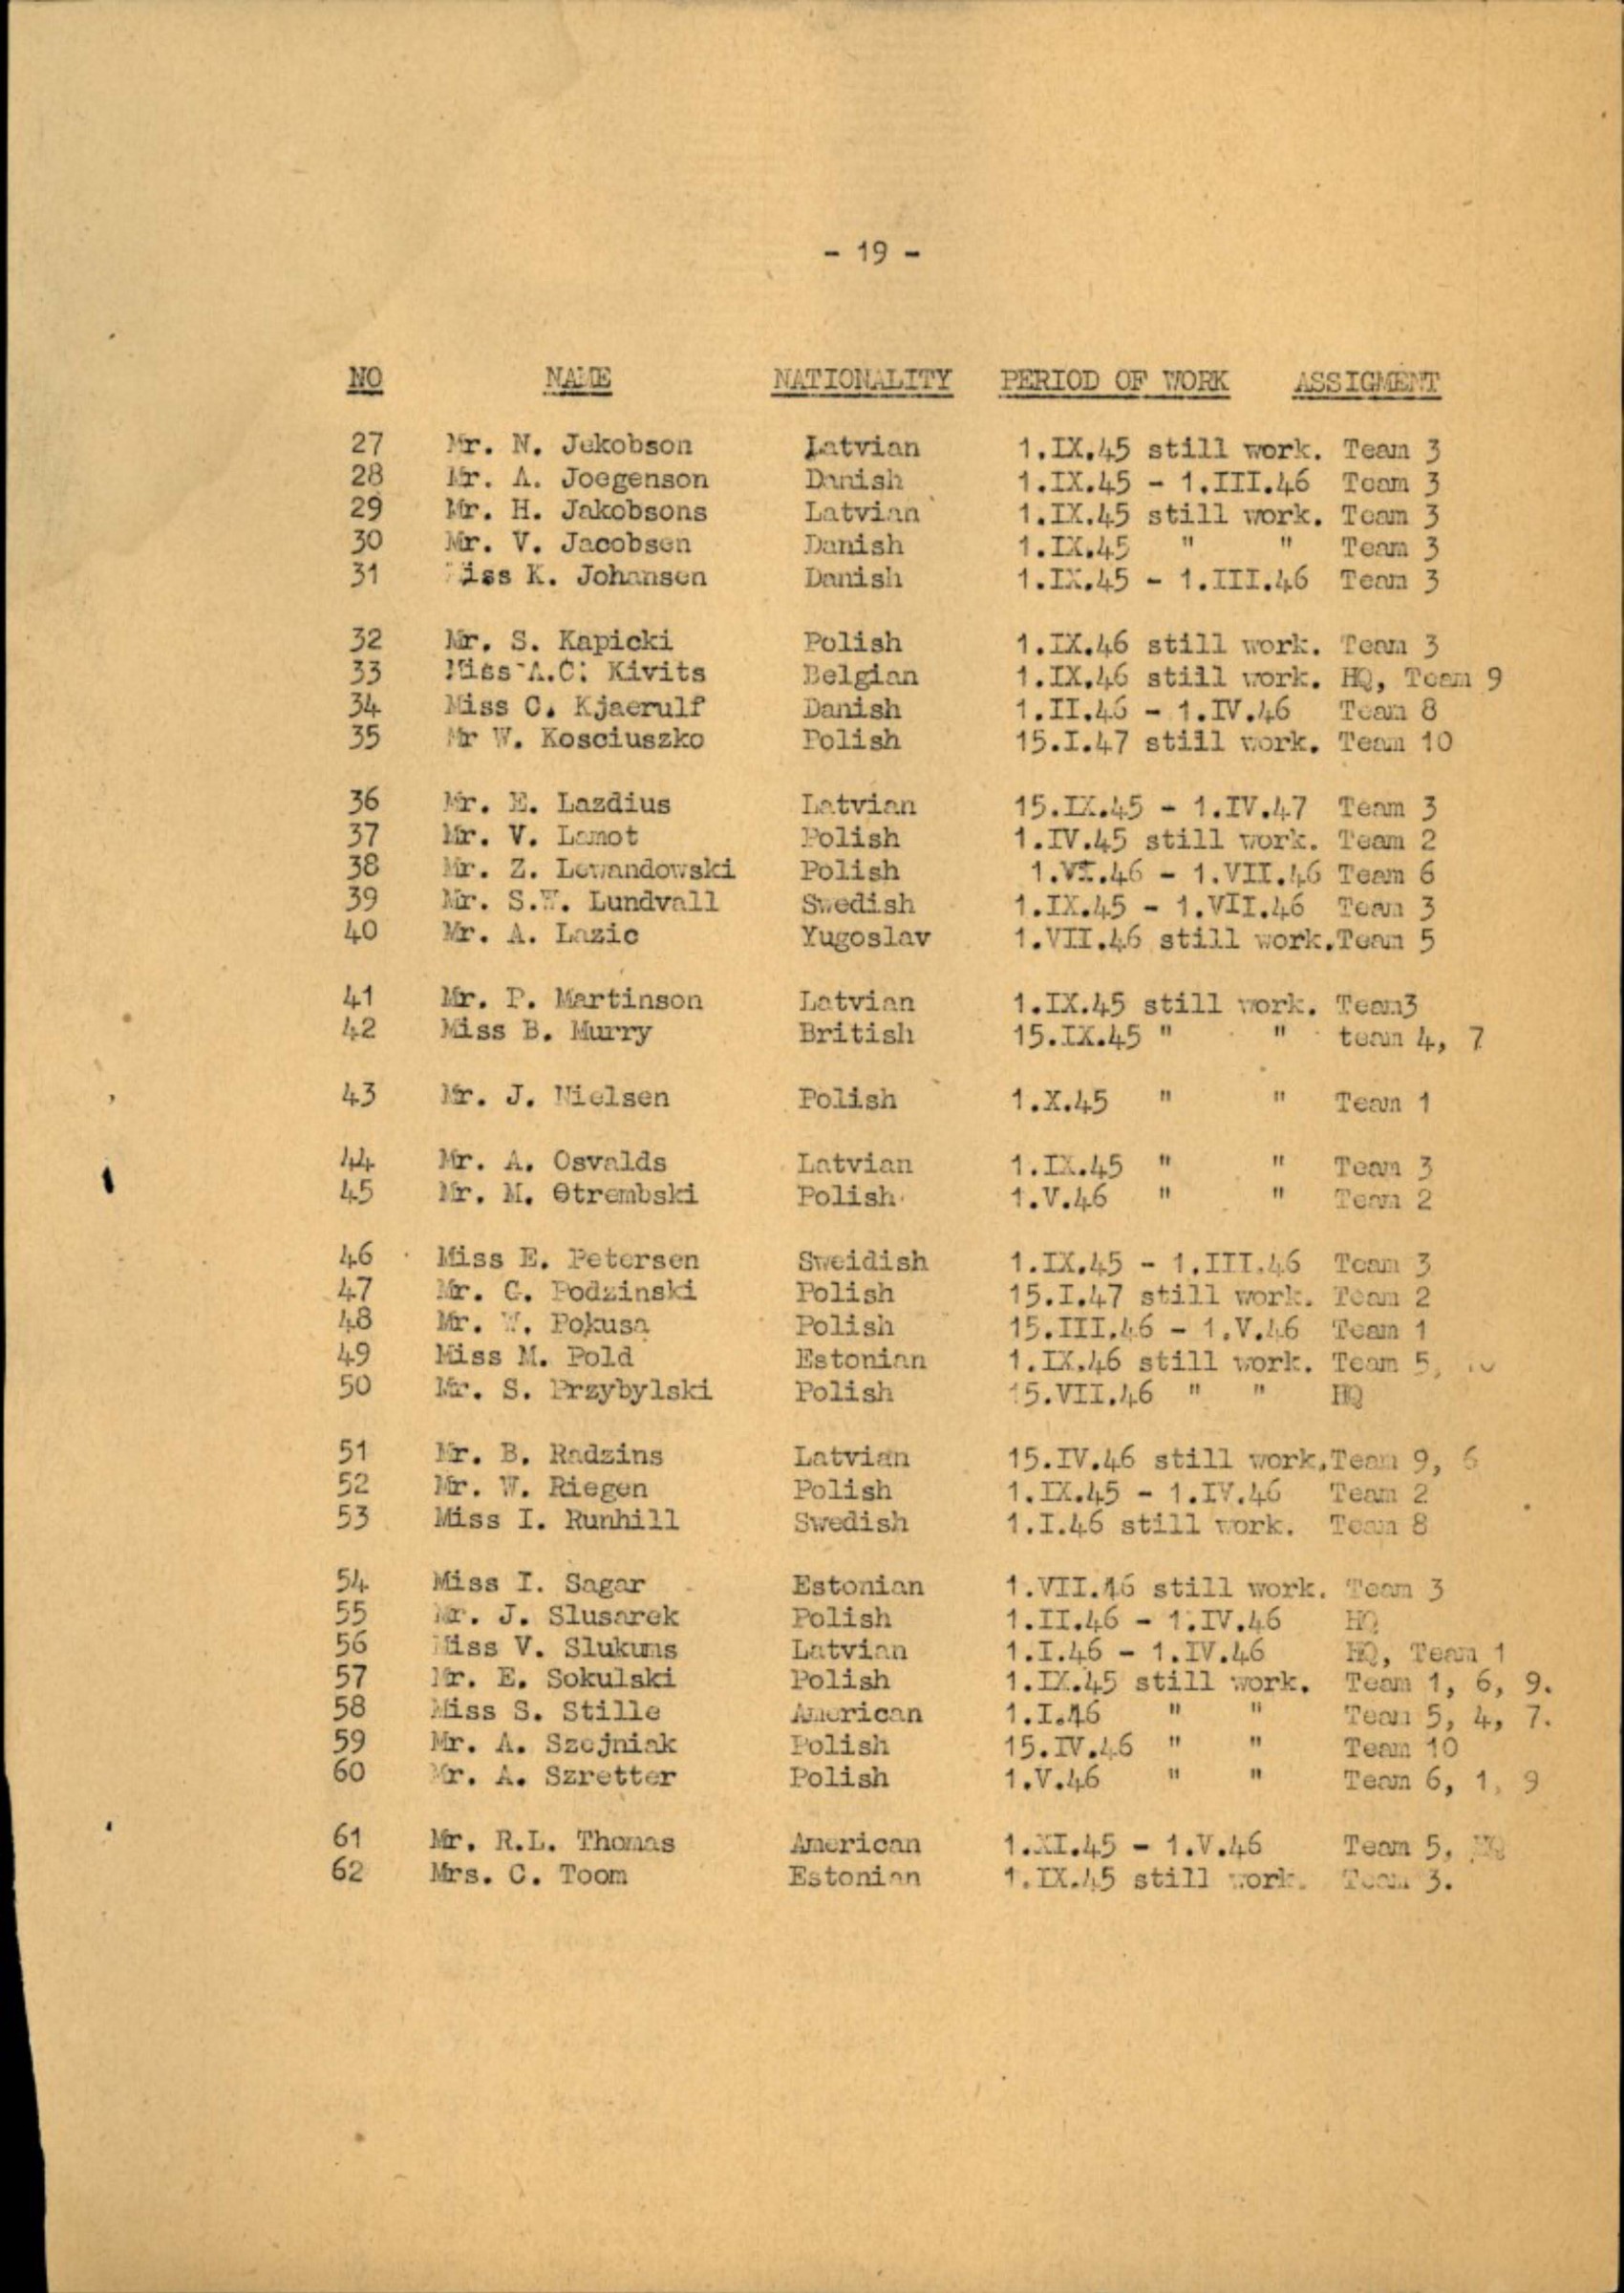 - 19 -
NO NAME NATIONALITY PERIOD OF WORK ASSIGMENT
27 Mr. N. Jekobson Latvian 1.IX.45 still work. Team 3
28 Mr. A. Joegenson Danish 1.IX.45 - 1.III.46 Team 3
29 Mr. H. Jakobsons Latvian 1.IX.45 still work. Team 3
30 Mr. V. Jacobsen Danish 1.IX.45 " " Team 3
31 Miss K. Johansen Danish 1.IX.45 - 1.III.46 Team 3
32 Mr. S. Kapicki Polish 1.IX.46 still work. Team 3
33 Miss A.C: Kivits Belgian 1.IX.46 still work. HQ, Team 9
34 Miss C. Kjaerulf Danish 1.II.46 - 1.IV.46 Team 8
35 Mr W. Kosciuszko Polish 15.I.47 still work. Team 10
36 Mr. E. Lazdius Latvian 15.IX.45 - 1.IV.47 Team 3
37 Mr. V. Lamot Polish 1.IV.45 still work. Team 2
38 Mr. Z. Lewandowski Polish 1.VI.46 - 1.VII.46 Team 6
39 Mr. S.W. Lundvall Swedish 1.IX.45 - 1.VII.46 Team 3
40 Mr. A. Lazic Yugoslav 1.VII.46 still work.Team 5
41 Mr. P. Martinson Latvian 1.IX.45 still work. Team3
42 Miss B. Murry British 15.IX.45 " " team 4, 7
43 Mr. J. Nielsen Polish 1.X.45 " " Team 1
44 Mr. A. Osvalds Latvian 1.IX.45 " " Team 3
45 Mr. M. Otrembski Polish. 1.V.46 " " Team 2
46 Miss E. Petersen Sweidish 1.IX.45 - 1.III.46 Team 3
47 Mr. C. Podzinski Polish 15.I.47 still work. Team 2
48 Mr. W. Pokusa Polish 15.III.46 - 1.V.46 Team 1
49 Miss M. Pold Estonian 1.IX.46 still work. Team 5,
50 Mr. S. Przybylski Polish 15.VII.46 " " HQ
51 Mr. B. Radzins Latvian 15.IV.46 still work.Team 9, 6
52 Mr. W. Riegen Polish 1.IX.45 - 1.IV.46 Team 2
53 Miss I. Runhill Swedish 1.I.46 still work. Team 8
54 Miss I. Sagar Estonian 1.VII.46 still work. Team 3
55 Mr. J. Slusarek Polish 1.II.46 - 1.IV.46 HQ
56 Miss V. Slukums Latvian 1.I.46 - 1.IV.46 HQ, Team 1
57 Mr. E. Sokulski Polish 1.IX.45 still work. Team 1, 6, 9.
58 Miss S. Stille American 1.I.46 " " Team 5, 4, 7.
59 Mr. A. Szejniak Polish 15.IV.46 " " Team 10
60 Mr. A. Szretter Polish 1.V.46 " " Team 6, 1, 9
61 Mr. R.L. Thomas American 1.XI.45 - 1.V.46 Team 5,
62 Mrs. C. Toom Estonian 1.IX.45 still work. Team 3.